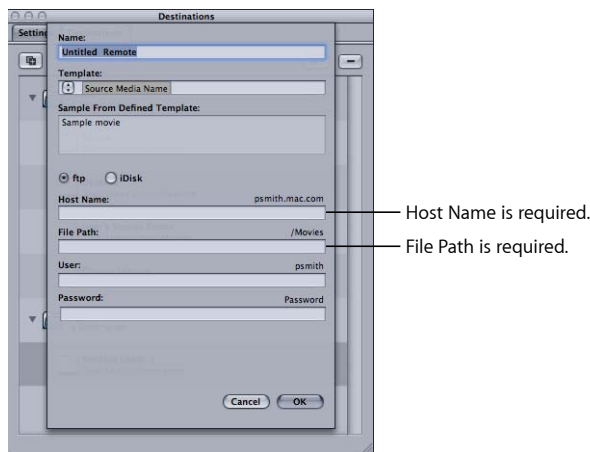 Destinations
Settin
Name:
Untitled Remote
Template:
Source Media Name
Sample From Defined Template:
Sample movie
ftp iDisk
Host Name: psmith.mac.com
Host Name is required.
File Path: /Movies
File Path is required.
User: psmith
Password: Password
Cancel OK